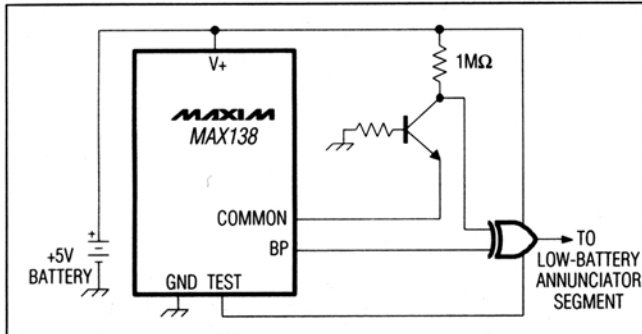 V+
1MΩ
MAXIM
MAX138
COMMON
BP
+
+5V
BATTERY
GND TEST
TO
LOW-BATTERY
ANNUNCIATOR
SEGMENT